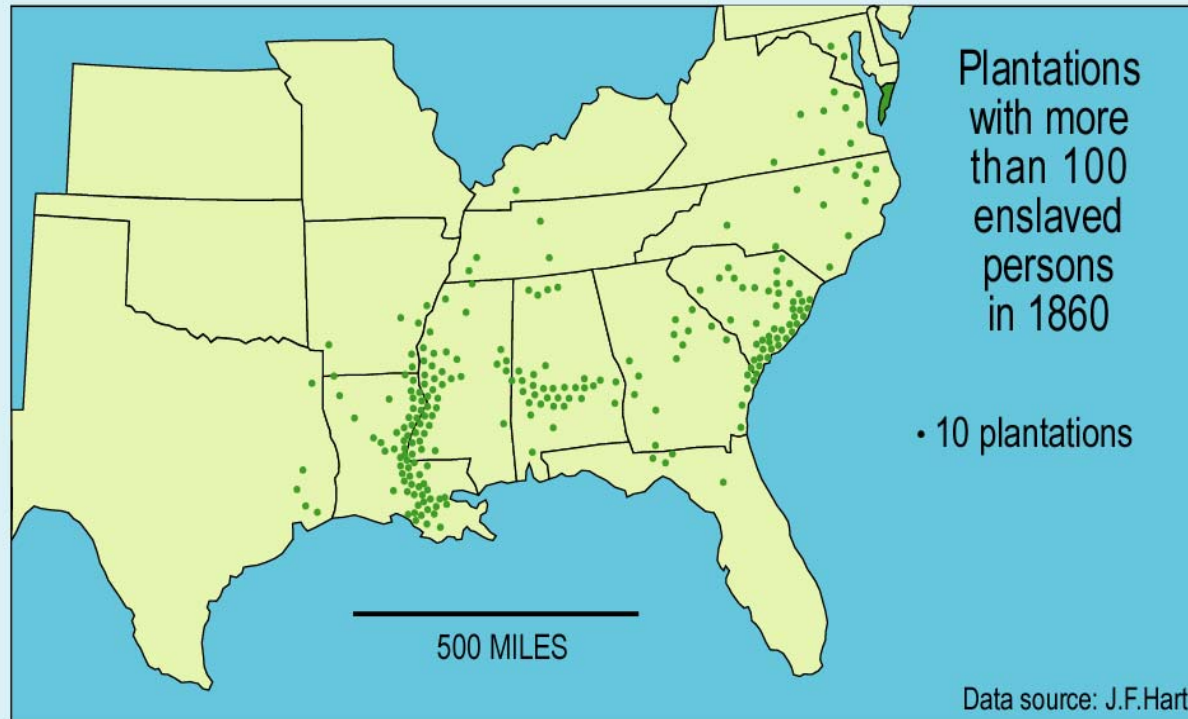 Plantations
with more
than 100
enslaved
persons
in 1860
• 10 plantations
500 MILES
Data source: J.F.Hart